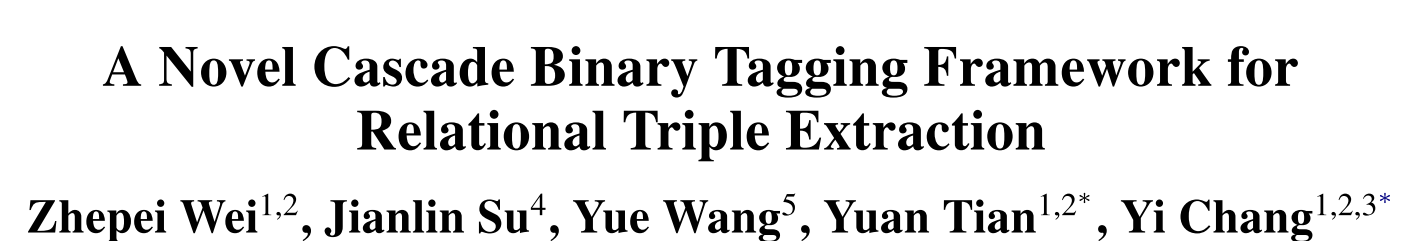 A Novel Cascade Binary Tagging Framework for
Relational Triple Extraction
Zhepei Wei1,2, Jianlin Su4, Yue Wang5, Yuan Tian1,2*, Yi Chang1,2,3*